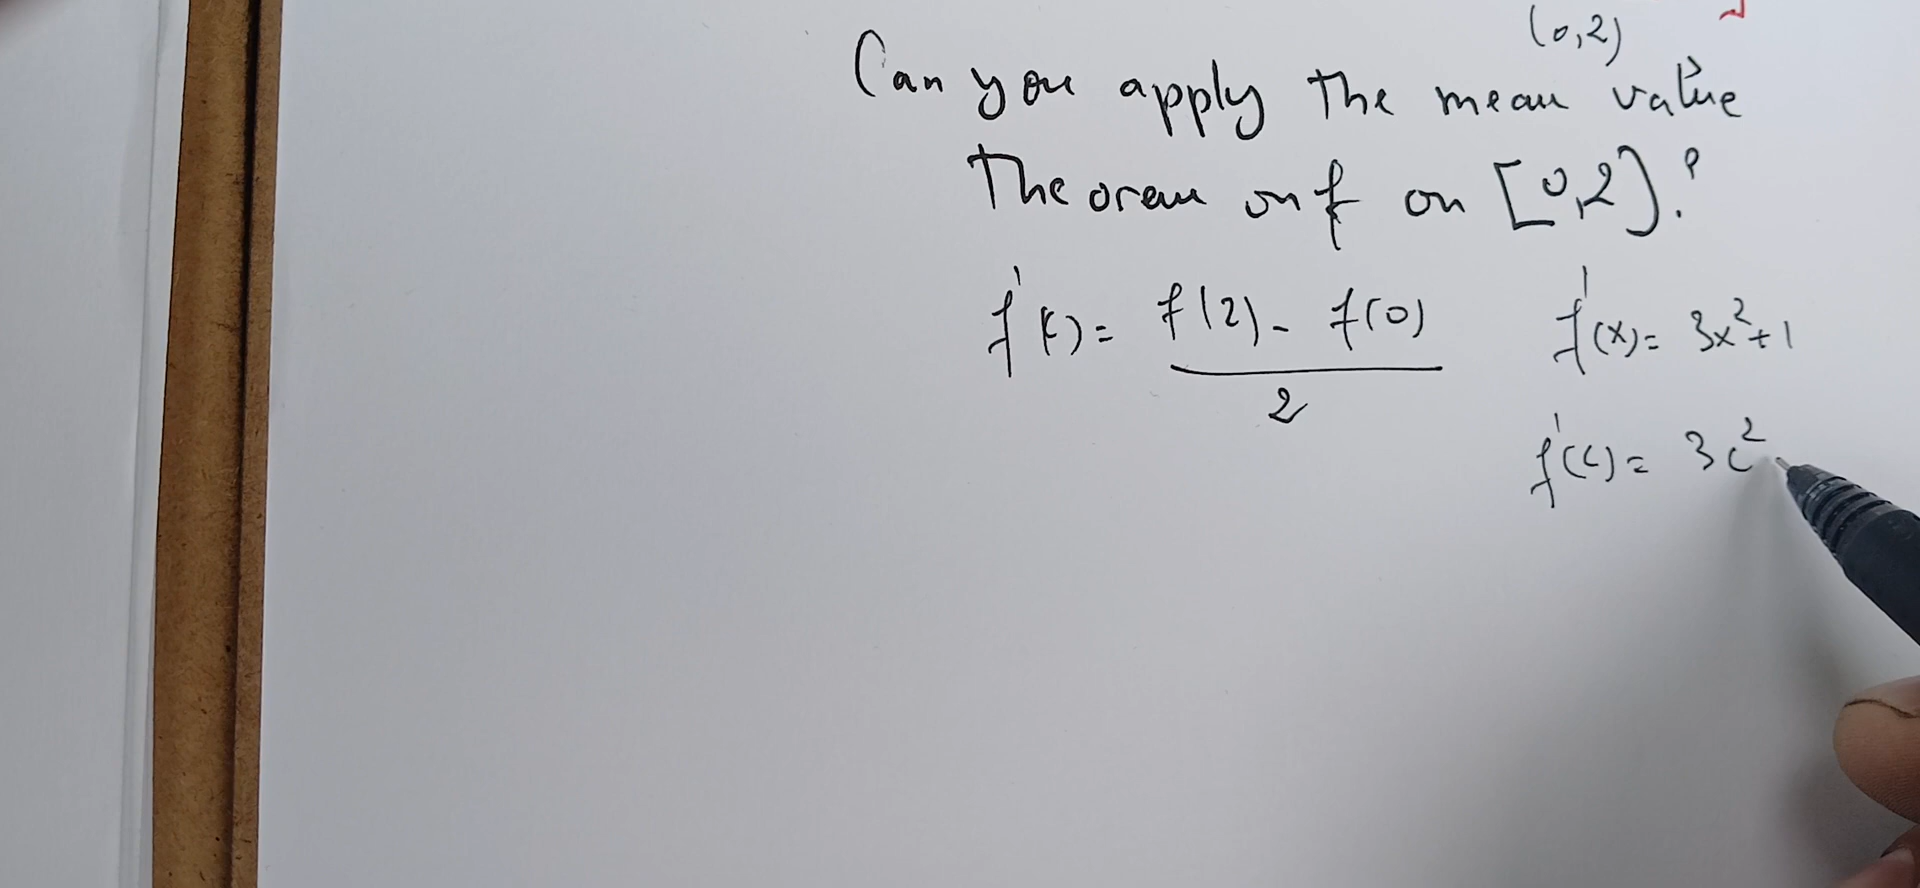 (0,2)
Can you apply the mean value
Theorem on f on [0,2]?
f'(c) = f(2) - f(0) / 2
f'(x) = 3x²+1
f'(c) = 3c²